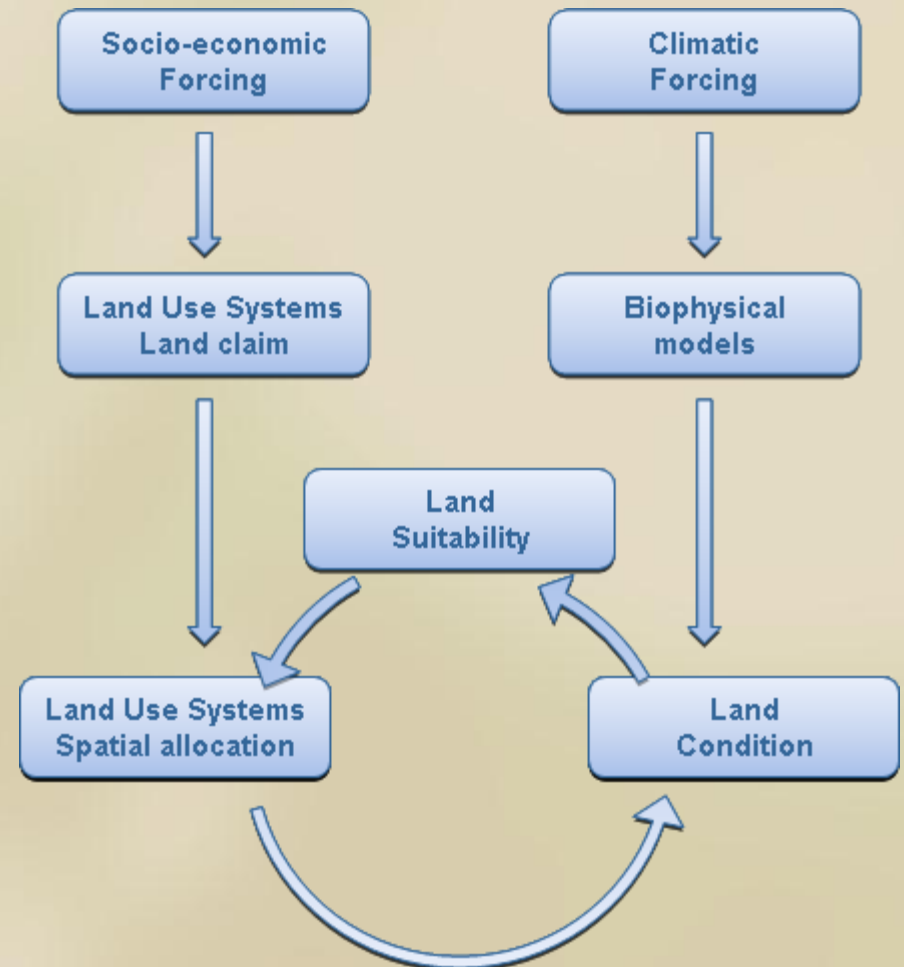 Socio-economic
Forcing
Climatic
Forcing
Land Use Systems
Land claim
Biophysical
models
Land
Suitability
Land Use Systems
Spatial allocation
Land
Condition